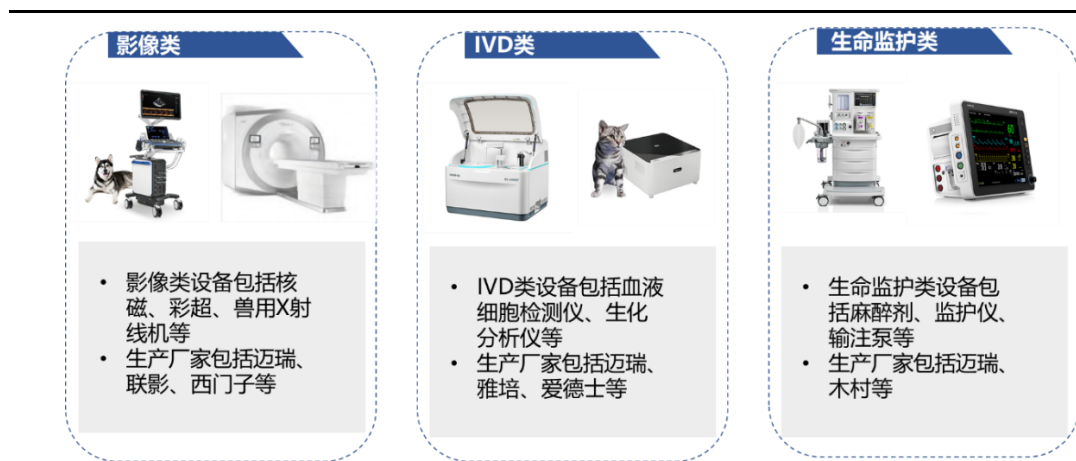 影像类
影像类设备包括核
磁、彩超、兽用X射
线机等
生产厂家包括迈瑞、
联影、西门子等
IVD类
IVD类设备包括血液
细胞检测仪、生化
分析仪等
生产厂家包括迈瑞、
雅培、爱德士等
生命监护类
生命监护类设备包
括麻醉剂、监护仪、
输注泵等
生产厂家包括迈瑞、
木村等
60